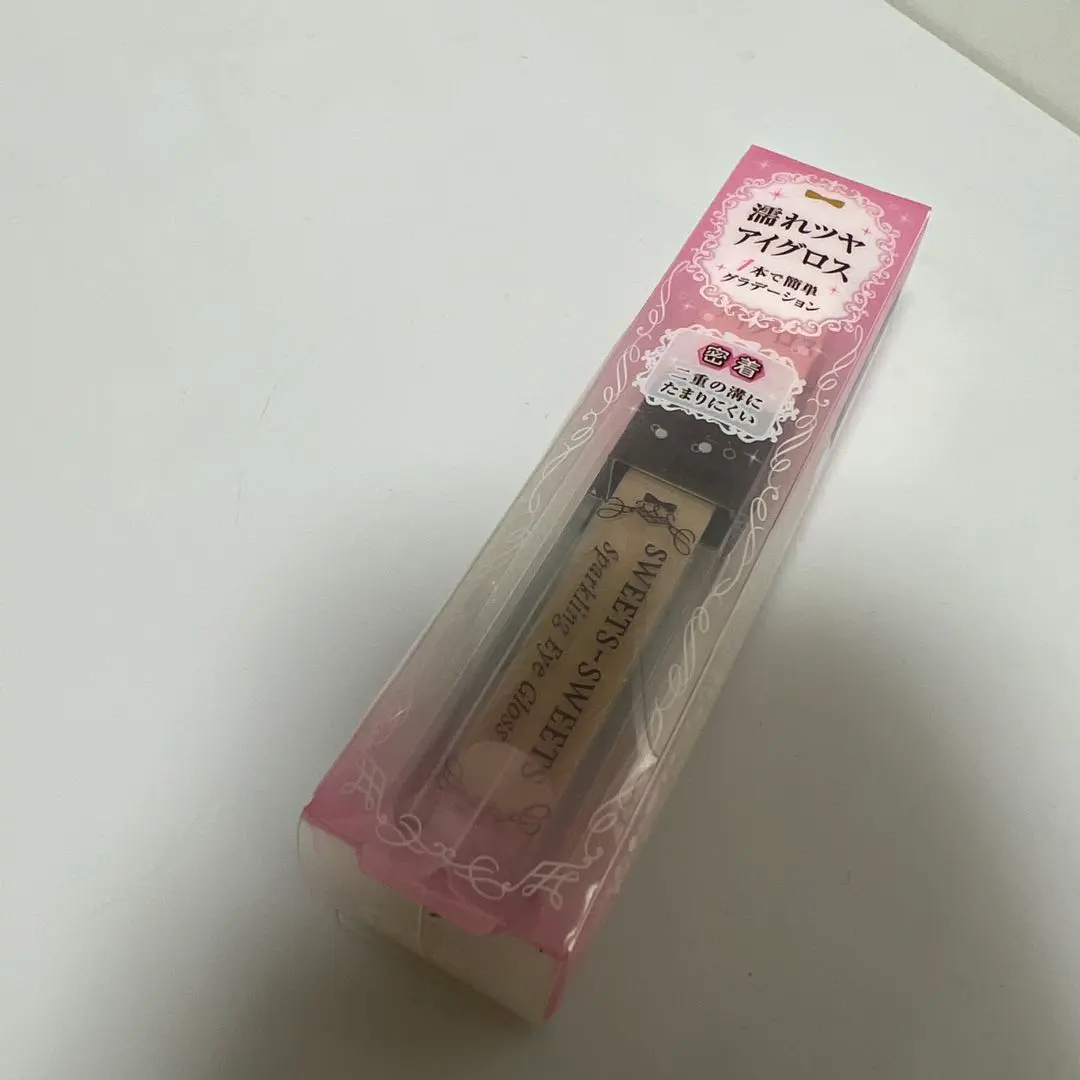 濡れツヤ
アイグロス
1本で簡単
グラデーション
密着
二重の溝に
たまりにくい
SWEETS-SWEETS
Sparkling Eye Gloss